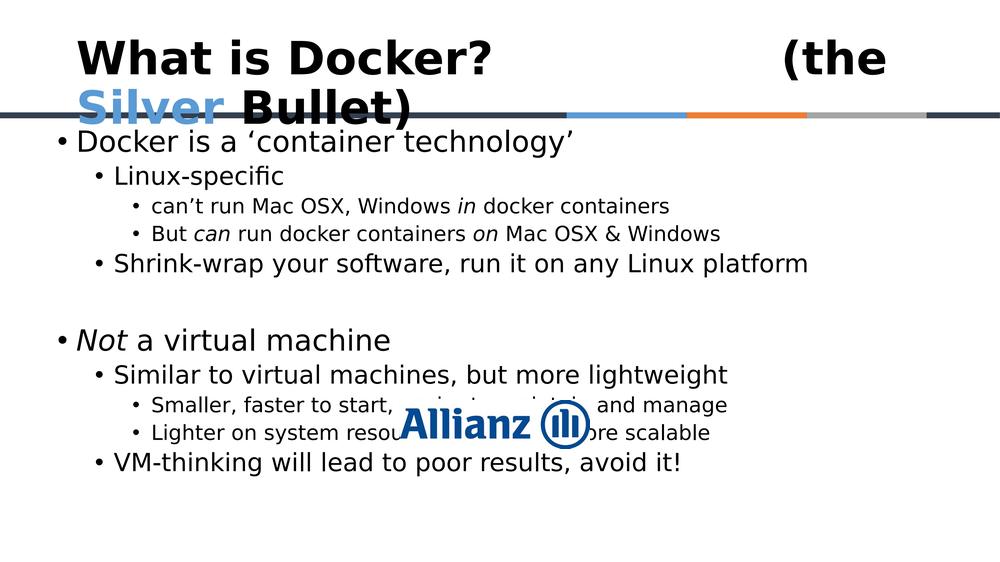 What is Docker? (the
Silver Bullet)
• Docker is a ‘container technology’
• Linux-specific
• can’t run Mac OSX, Windows in docker containers
• But can run docker containers on Mac OSX & Windows
• Shrink-wrap your software, run it on any Linux platform
• Not a virtual machine
• Similar to virtual machines, but more lightweight
• Smaller, faster to start, and manage
• Lighter on system scalable
Allianz
• VM-thinking will lead to poor results, avoid it!